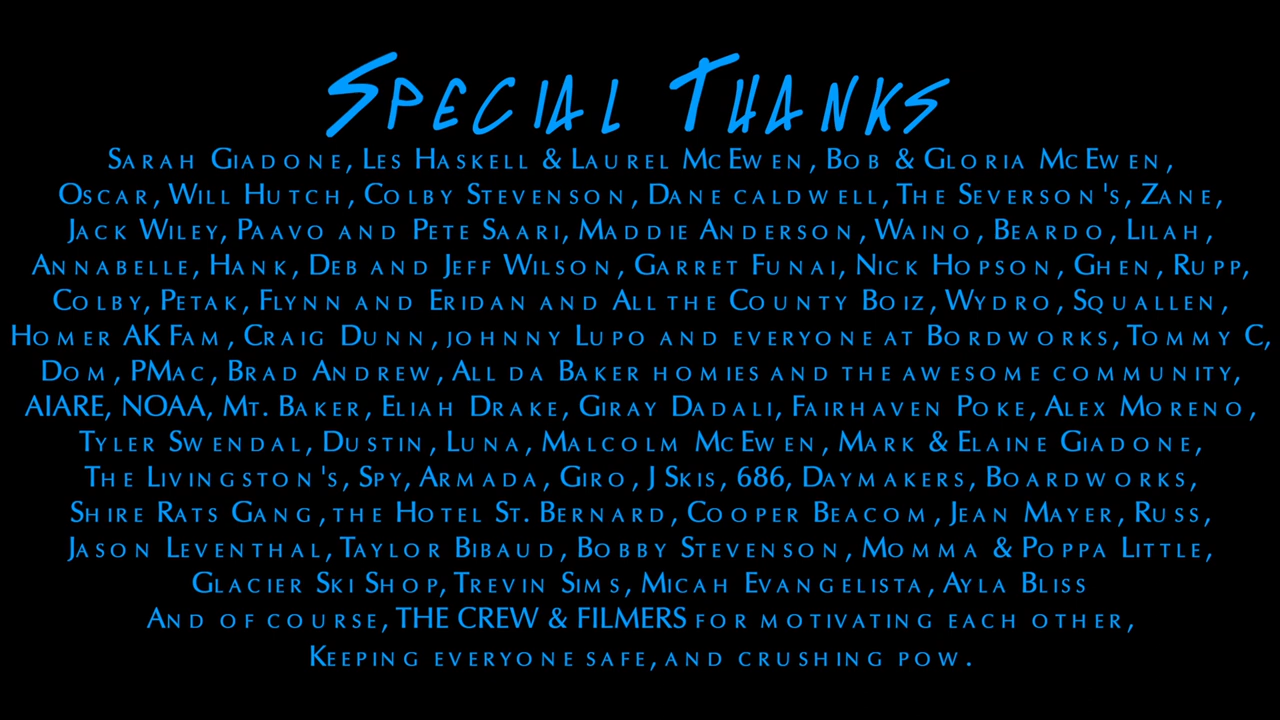 Special Thanks
Sarah Giadone, Les Haskell & Laurel McEwen, Bob & Gloria McEwen,
Oscar, Will Hutch, Colby Stevenson, Dane caldwell, The Severson's, Zane,
Jack Wiley, Paavo and Pete Saari, Maddie Anderson, Waino, Beardo, Lilah,
Annabelle, Hank, Deb and Jeff Wilson, Garret Funai, Nick Hopson, Ghen, Rupp,
Colby, Petak, Flynn and Eridan and All the County Boiz, Wydro, Squallen,
Homer AK Fam, Craig Dunn, johnny Lupo and everyone at Bordworks, Tommy C,
Dom, PMac, Brad Andrew, All da Baker homies and the awesome community,
AIARE, NOAA, Mt. Baker, Eliah Drake, Giray Dadali, Fairhaven Poke, Alex Moreno,
Tyler Swendal, Dustin, Luna, Malcolm McEwen, Mark & Elaine Giadone,
The Livingston's, Spy, Armada, Giro, J Skis, 686, Daymakers, Boardworks,
Shire Rats Gang, the Hotel St. Bernard, Cooper Beacom, Jean Mayer, Russ,
Jason Leventhal, Taylor Bibaud, Bobby Stevenson, Momma & Poppa Little,
Glacier Ski Shop, Trevin Sims, Micah Evangelista, Ayla Bliss
And of course, THE CREW & FILMERS for motivating each other,
Keeping everyone safe, and crushing pow.